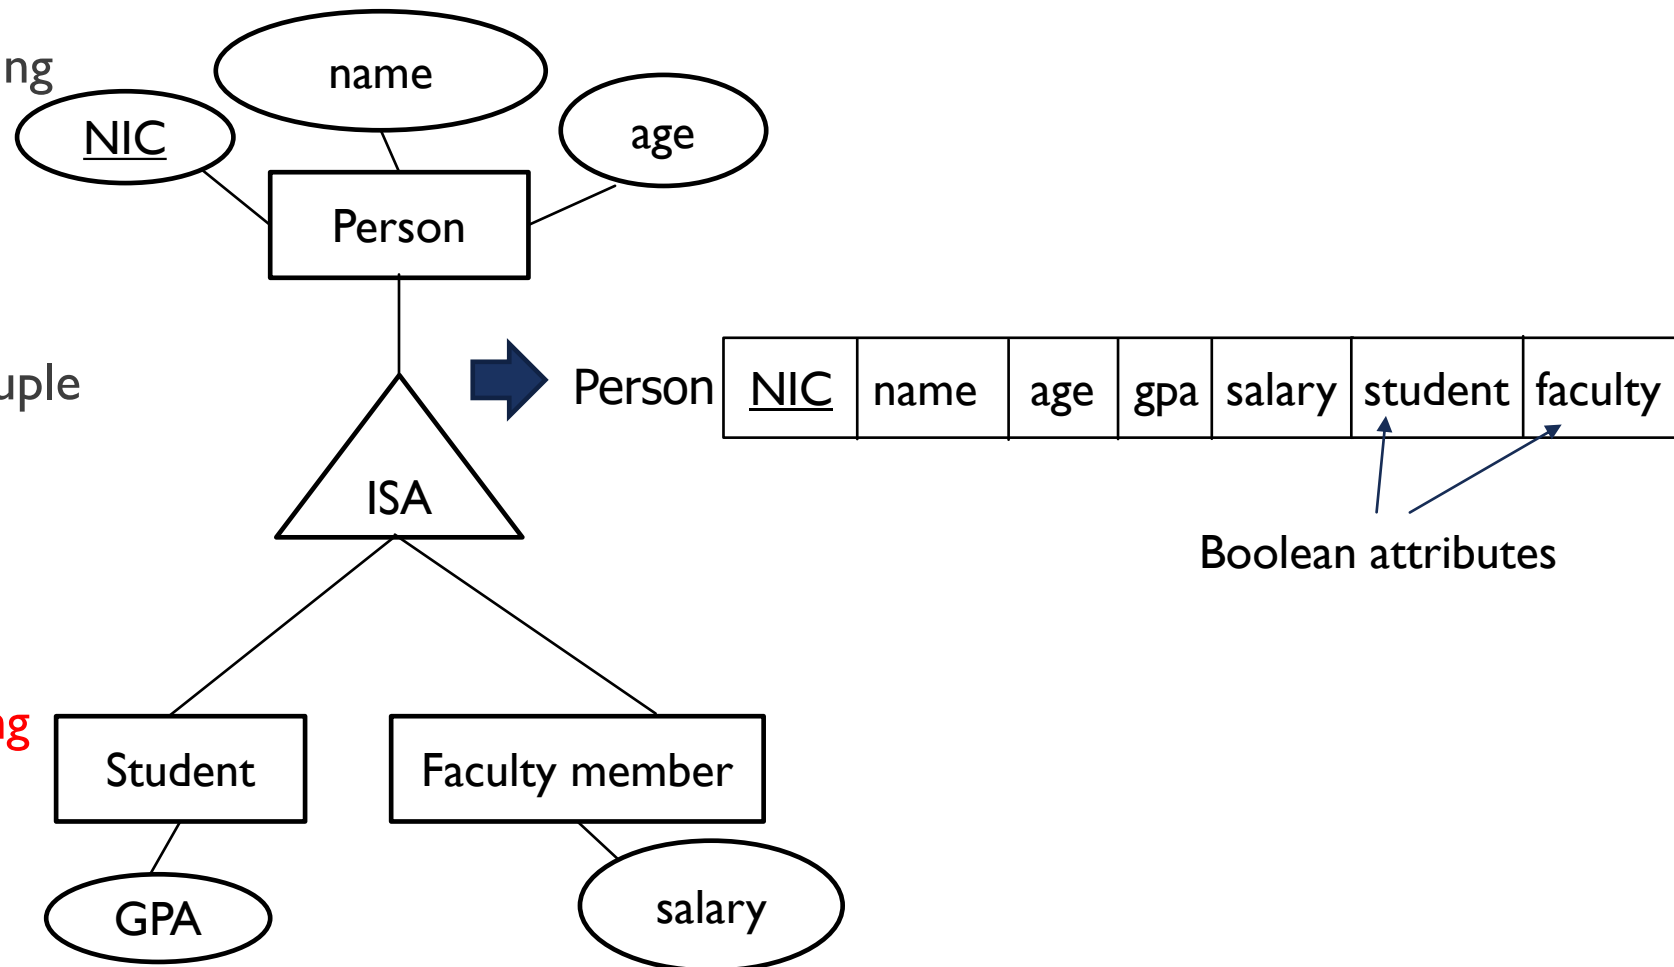 ng
name
NIC
age
Person
uple
Person NIC name age gpa salary student faculty
ISA
Boolean attributes
ng
Student
Faculty member
GPA
salary